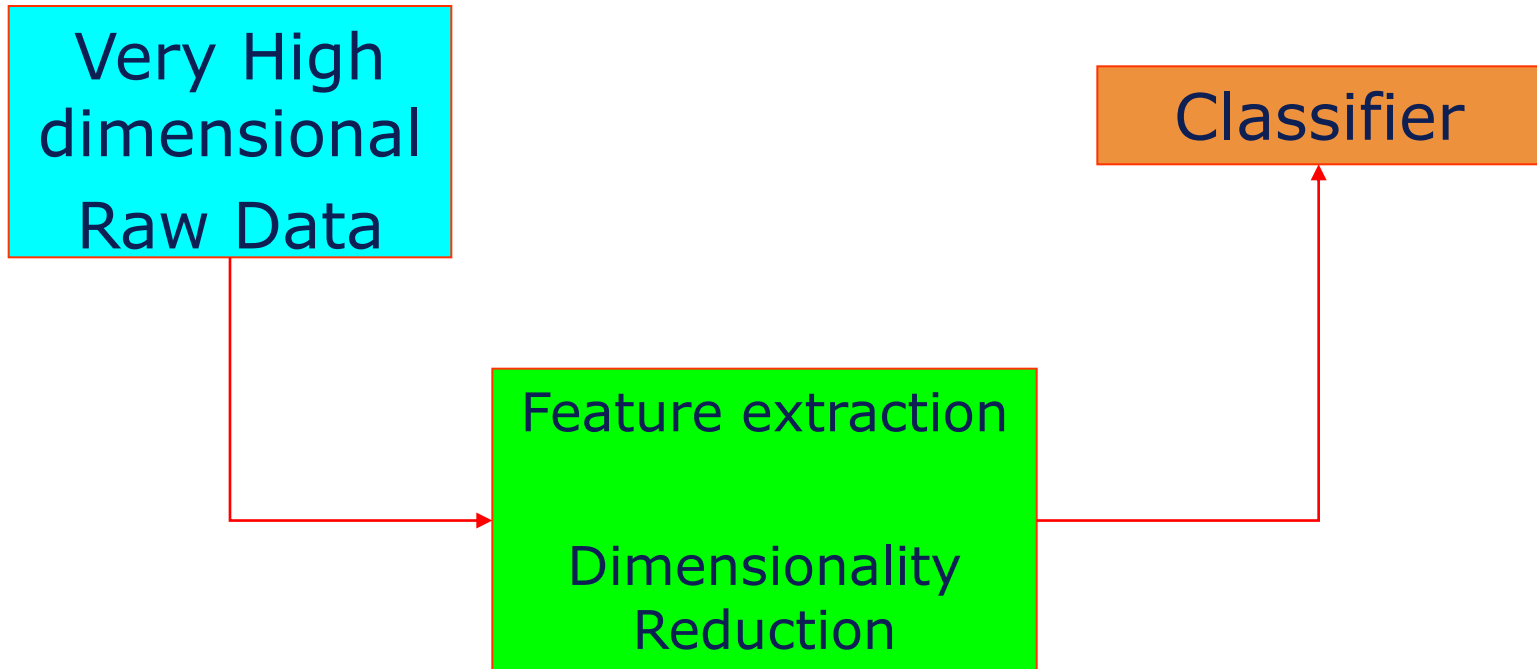 Very High
dimensional
Raw Data
Classifier
Feature extraction
Dimensionality
Reduction